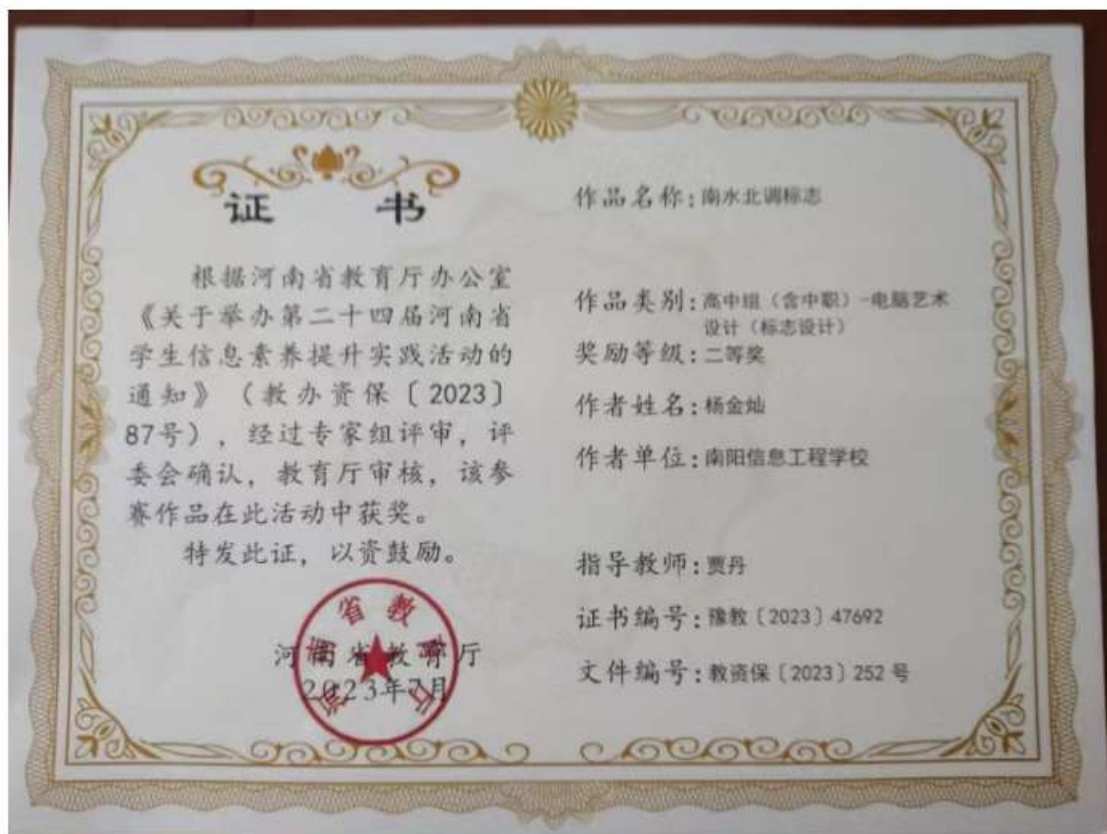 证 书
根据河南省教育厅办公室
《关于举办第二十四届河南省
学生信息素养提升实践活动的
通知》（教办资保〔2023〕
87号），经过专家组评审，评
委会确认，教育厅审核，该参
赛作品在此活动中获奖。
特发此证，以资鼓励。
河南省教育厅
2023年7月
河南省教育厅
作品名称：南水北调标志
作品类别：高中组（含中职）-电脑艺术
设计（标志设计）
奖励等级：二等奖
作者姓名：杨金灿
作者单位：南阳信息工程学校
指导教师：贾丹
证书编号：豫教〔2023〕47692
文件编号：教资保〔2023〕252号